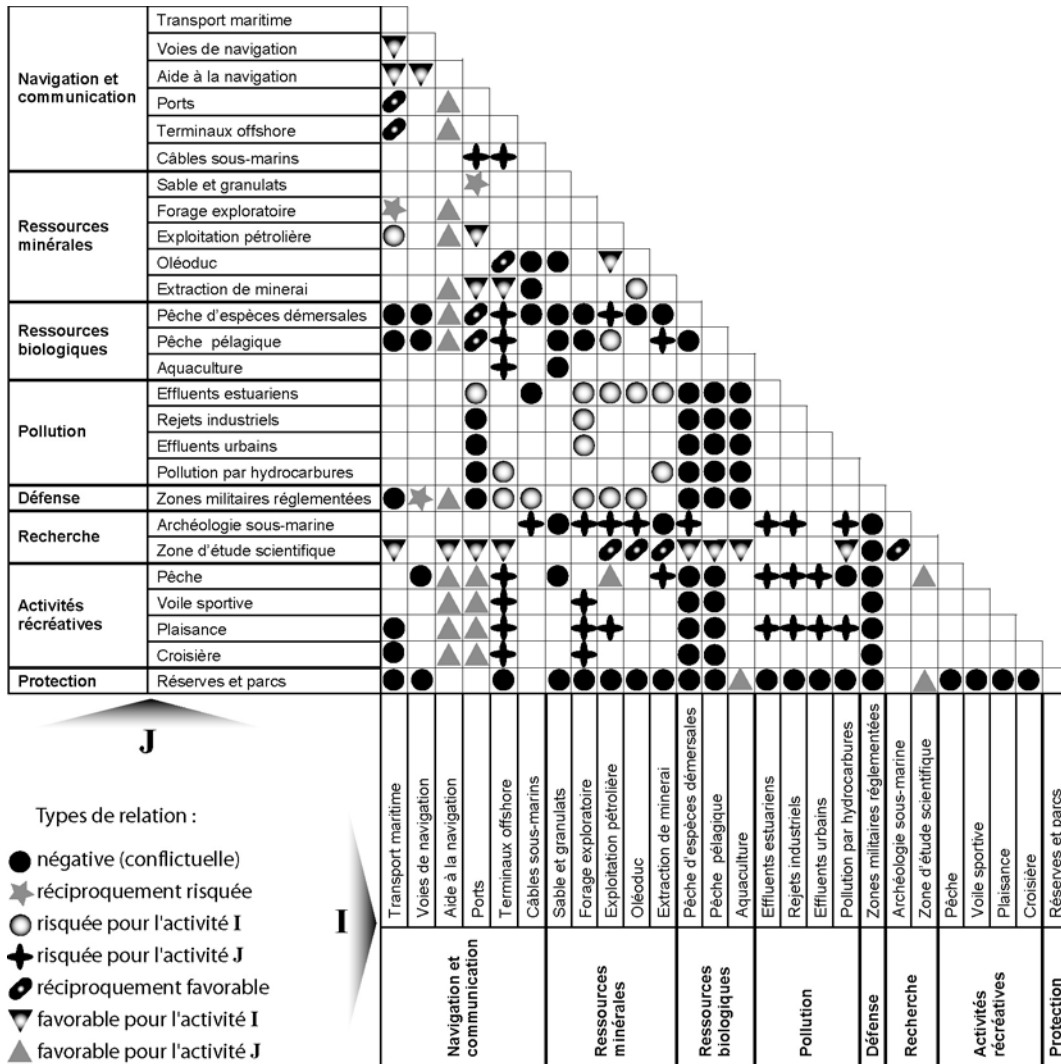 Transport maritime
Voies de navigation
Navigation et
communication
Aide à la navigation
Ports
Terminaux offshore
Câbles sous-marins
Ressources
minérales
Sable et granulats
Forage exploratoire
Exploitation pétrolière
Oléoduc
Extraction de minerai
Ressources
biologiques
Pêche d'espèces démersales
Pêche pélagique
Aquaculture
Pollution
Effluents estuariens
Rejets industriels
Effluents urbains
Pollution par hydrocarbures
Défense
Zones militaires réglementées
Recherche
Archéologie sous-marine
Zone d'étude scientifique
Activités
récréatives
Pêche
Voile sportive
Plaisance
Croisière
Protection
Réserves et parcs
J
Types de relation :
négative (conflictuelle)
réciproquement risquée
risquée pour l'activité I
risquée pour l'activité J
réciproquement favorable
favorable pour l'activité I
favorable pour l'activité J
I
Transport maritime
Voies de navigation
Aide à la navigation
Ports
Terminaux offshore
Câbles sous-marins
Sable et granulats
Forage exploratoire
Exploitation pétrolière
Oléoduc
Extraction de minerai
Pêche d'espèces démersales
Pêche pélagique
Aquaculture
Effluents estuariens
Rejets industriels
Effluents urbains
Pollution par hydrocarbures
Zones militaires réglementées
Archéologie sous-marine
Zone d'étude scientifique
Pêche
Voile sportive
Plaisance
Croisière
Réserves et parcs
Navigation et
communication
Ressources
minérales
Ressources
biologiques
Pollution
Défense
Recherche
Activités
récréatives
Protection